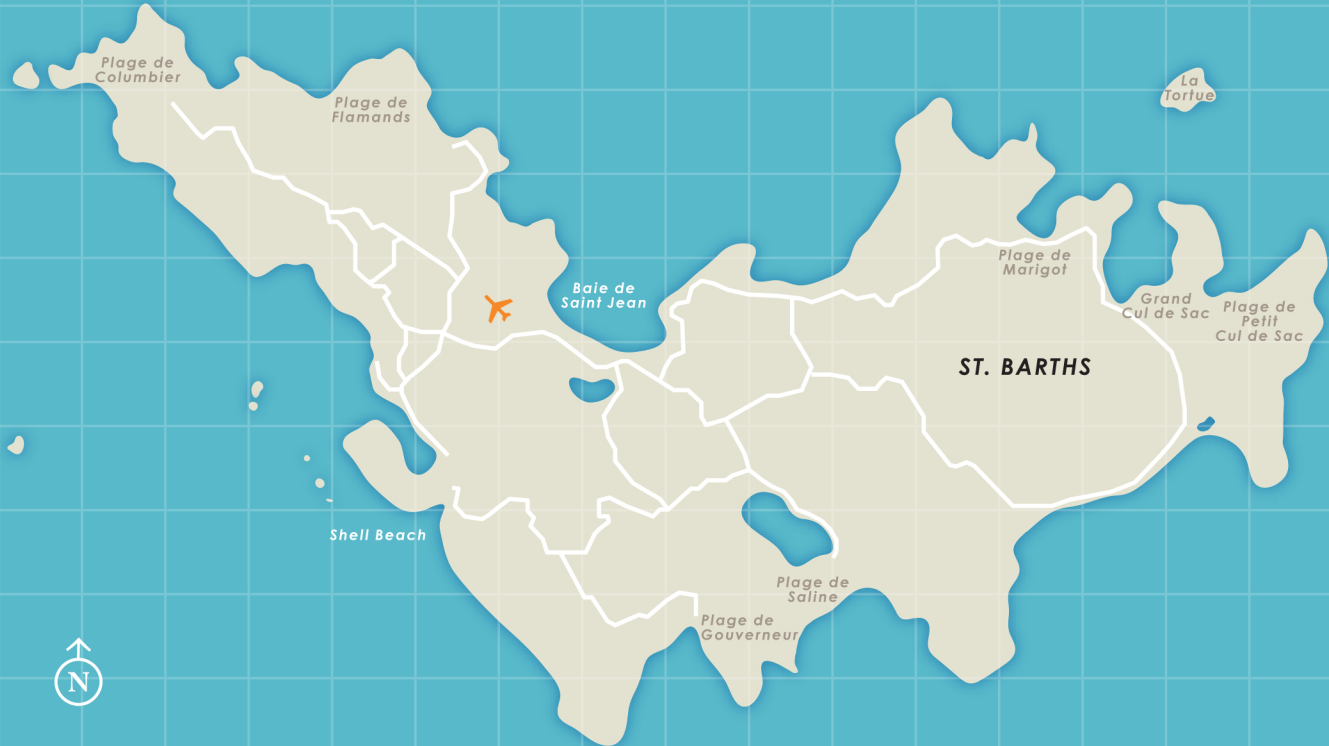 Plage de
Columbier
Plage de
Flamands
La
Tortue
Baie de
Saint Jean
Plage de
Marigot
Grand
Cul de Sac
Plage de
Petit
Cul de Sac
ST. BARTHS
Shell Beach
Plage de
Saline
Plage de
Gouverneur
N